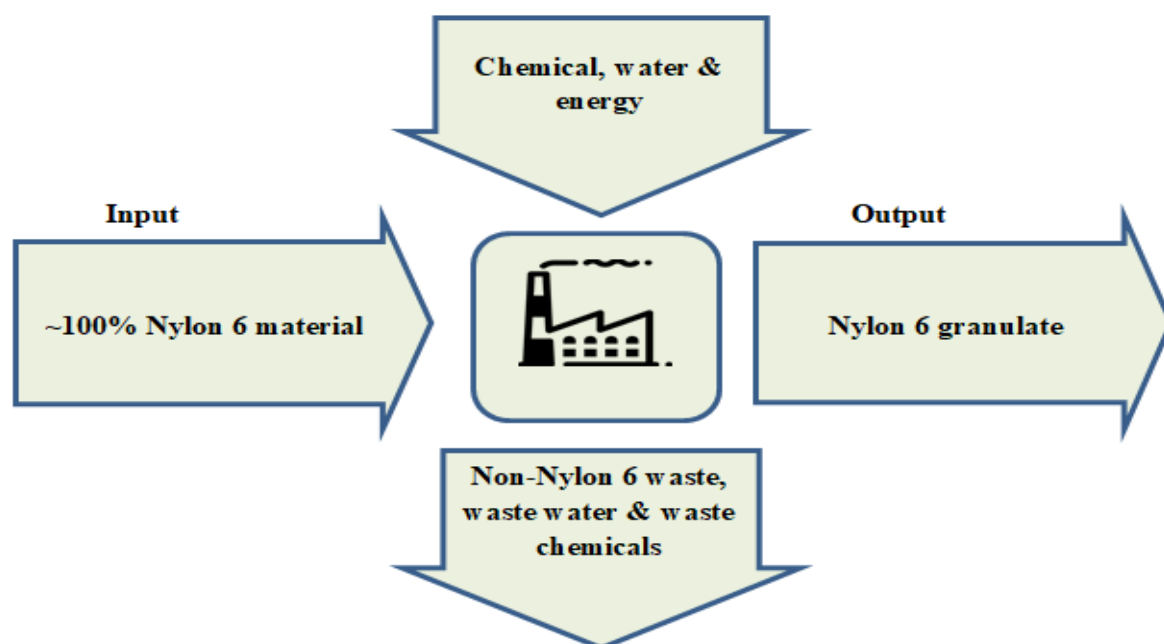 Chemical, water &
energy
Input
Output
~100% Nylon 6 material
Nylon 6 granulate
Non-Nylon 6 waste,
waste water & waste
chemicals